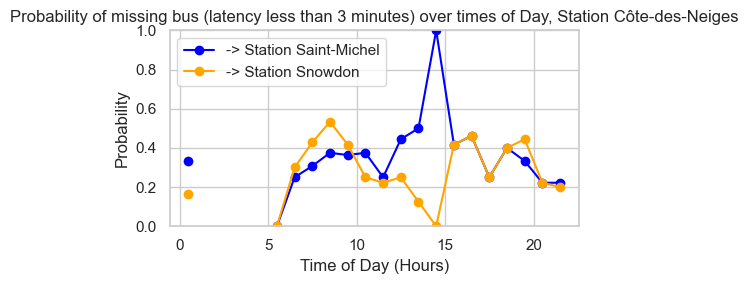 Probability of missing bus (latency less than 3 minutes) over times of Day, Station Côte-des-Neiges
1.0
0.8
0.6
0.4
0.2
0.0
Probability
-> Station Saint-Michel
-> Station Snowdon
0
5
10
15
20
Time of Day (Hours)